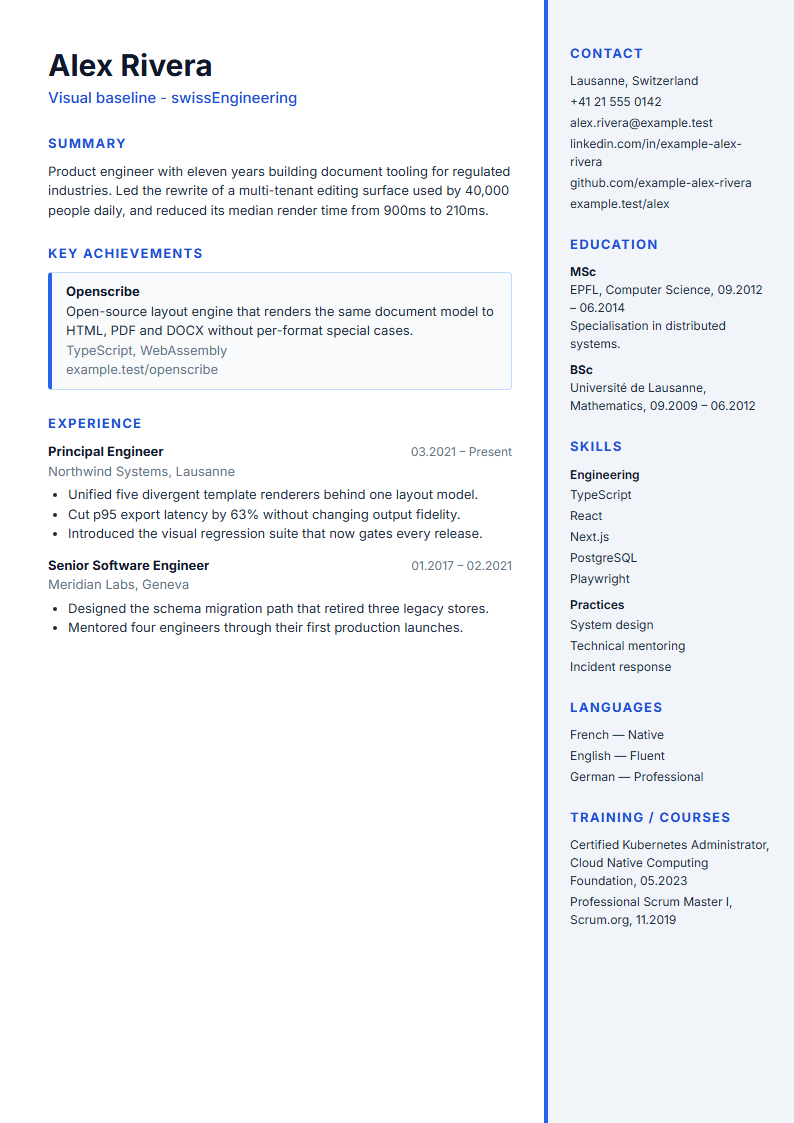 Alex Rivera
Visual baseline - swissEngineering
SUMMARY
Product engineer with eleven years building document tooling for regulated
industries. Led the rewrite of a multi-tenant editing surface used by 40,000
people daily, and reduced its median render time from 900ms to 210ms.
KEY ACHIEVEMENTS
Openscribe
Open-source layout engine that renders the same document model to
HTML, PDF and DOCX without per-format special cases.
TypeScript, WebAssembly
example.test/openscribe
EXPERIENCE
Principal Engineer 03.2021 – Present
Northwind Systems, Lausanne
• Unified five divergent template renderers behind one layout model.
• Cut p95 export latency by 63% without changing output fidelity.
• Introduced the visual regression suite that now gates every release.
Senior Software Engineer 01.2017 – 02.2021
Meridian Labs, Geneva
• Designed the schema migration path that retired three legacy stores.
• Mentored four engineers through their first production launches.
CONTACT
Lausanne, Switzerland
+41 21 555 0142
alex.rivera@example.test
linkedin.com/in/example-alex-
rivera
github.com/example-alex-rivera
example.test/alex
EDUCATION
MSc
EPFL, Computer Science, 09.2012
– 06.2014
Specialisation in distributed
systems.
BSc
Université de Lausanne,
Mathematics, 09.2009 – 06.2012
SKILLS
Engineering
TypeScript
React
Next.js
PostgreSQL
Playwright
Practices
System design
Technical mentoring
Incident response
LANGUAGES
French — Native
English — Fluent
German — Professional
TRAINING / COURSES
Certified Kubernetes Administrator,
Cloud Native Computing
Foundation, 05.2023
Professional Scrum Master I,
Scrum.org, 11.2019